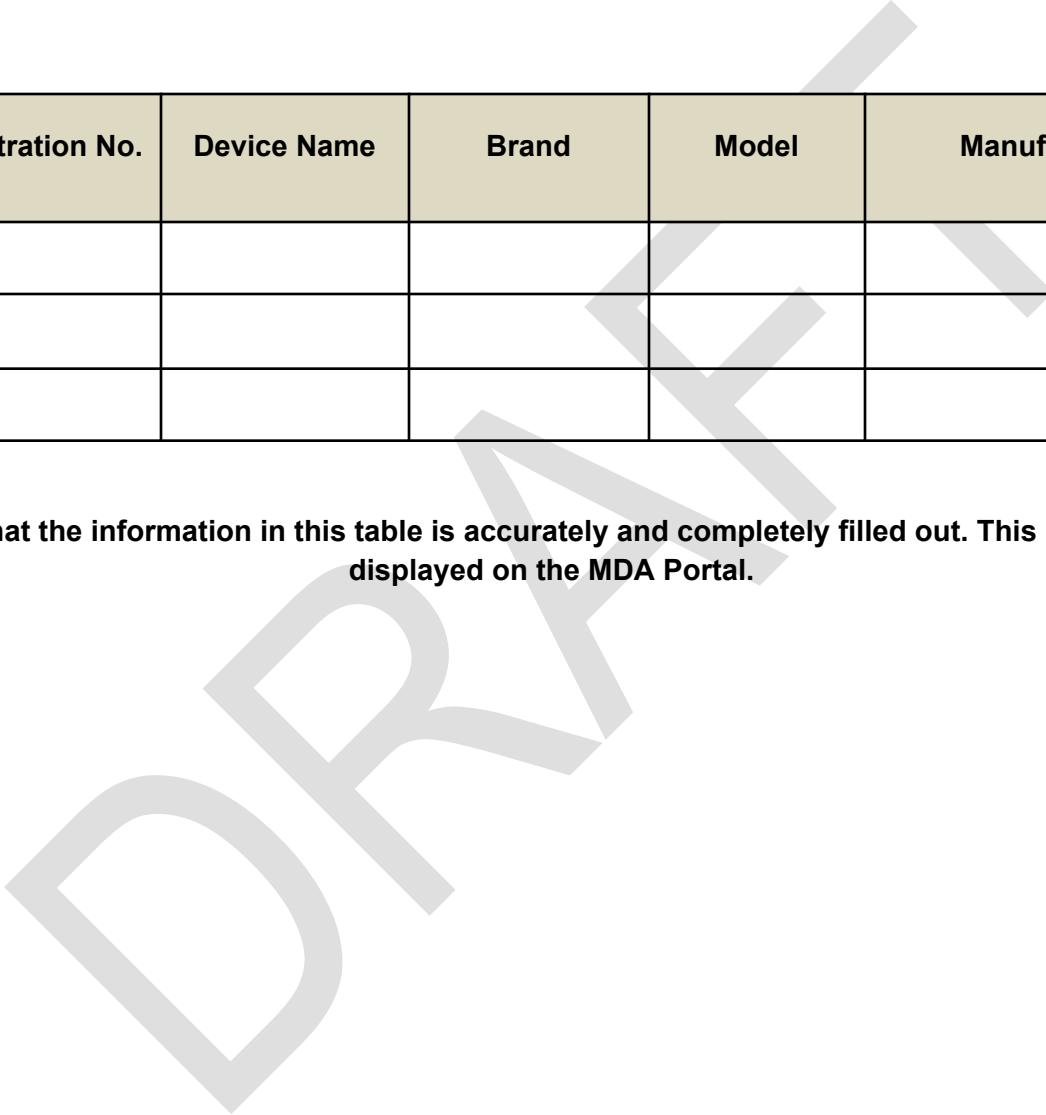 tration No. Device Name Brand Model Manuf
hat the information in this table is accurately and completely filled out. This
displayed on the MDA Portal.
DRAFT